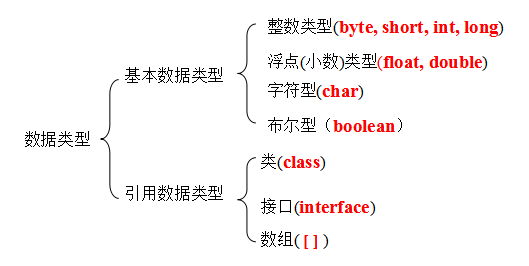 数据类型
基本数据类型
整数类型(byte, short, int, long)
浮点(小数)类型(float, double)
字符型(char)
布尔型（boolean）
引用数据类型
类(class)
接口(interface)
数组( [ ] )